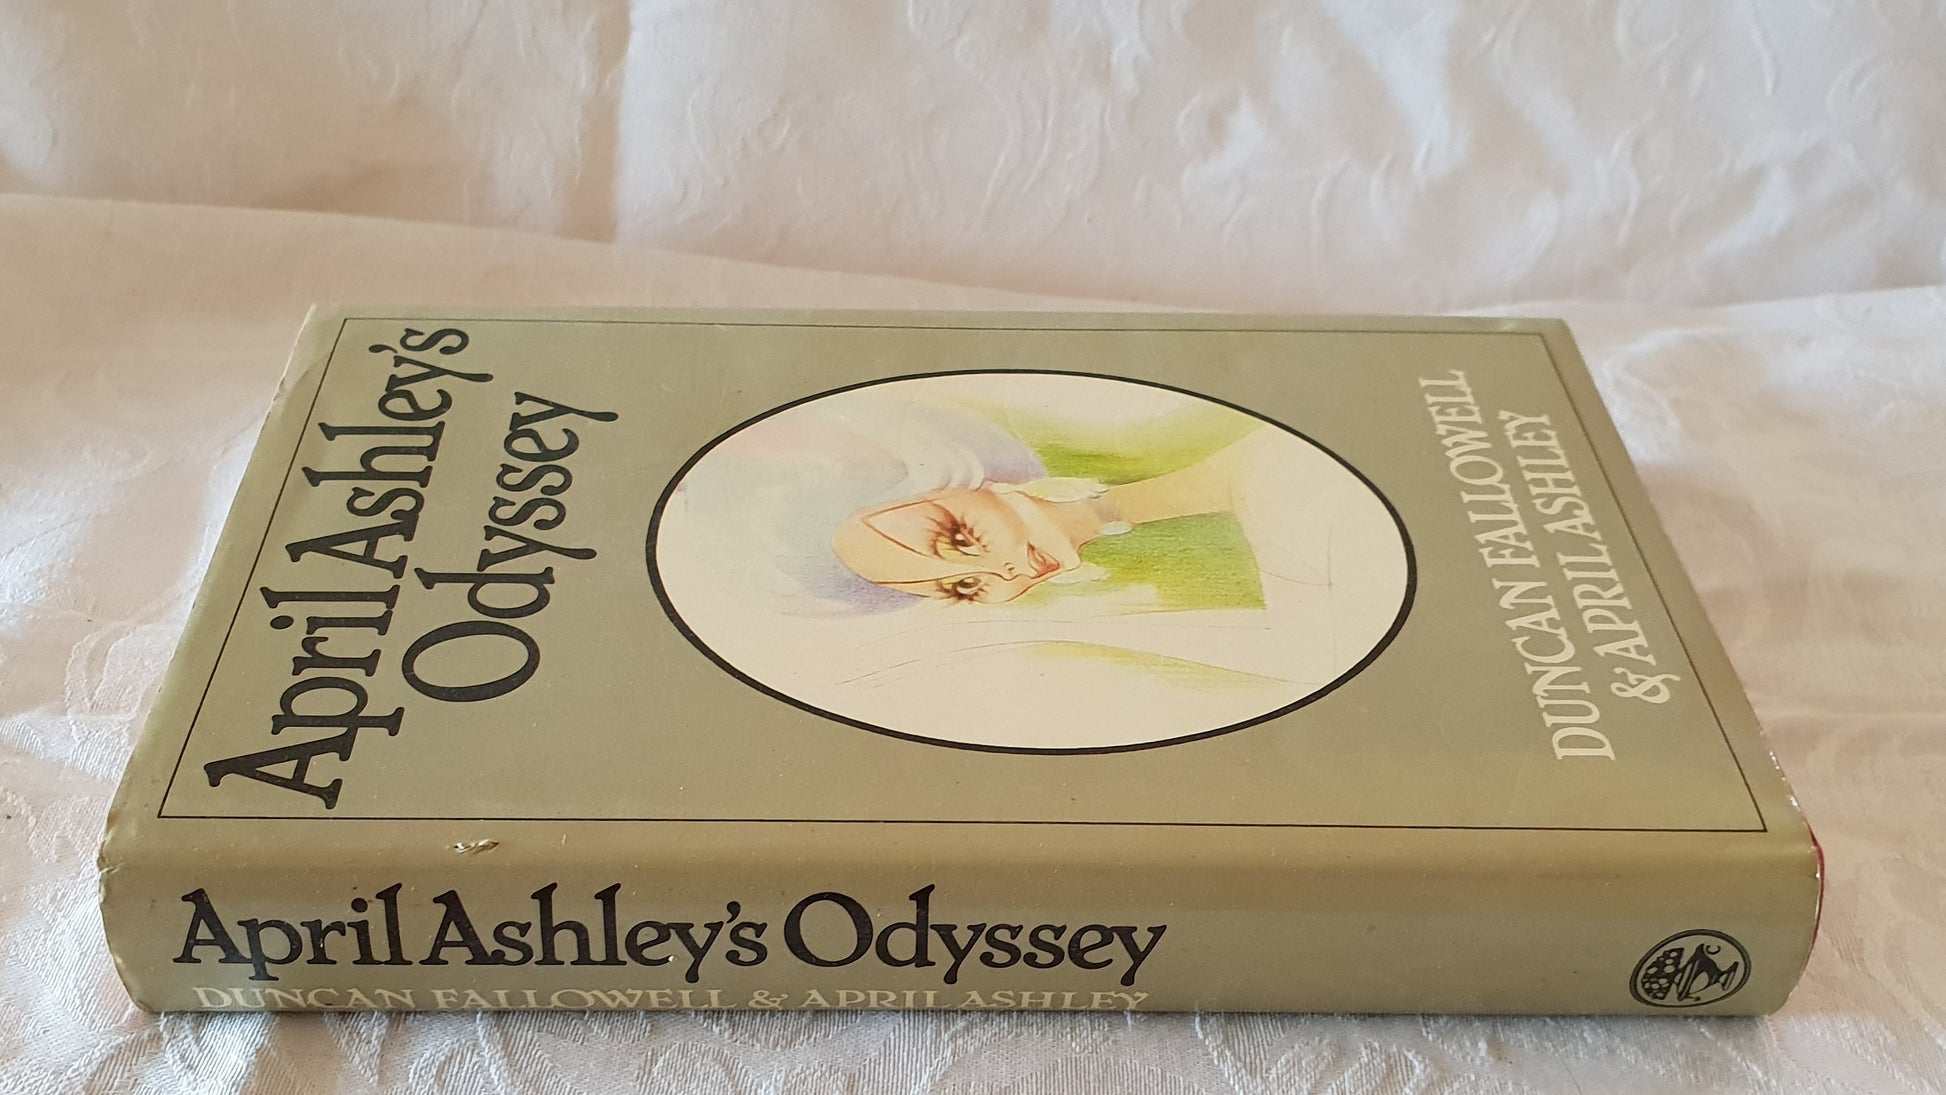 April Ashley's
Odyssey
DUNCAN FALLOWELL
& APRIL ASHLEY
April Ashley's Odyssey
DUNCAN FALLOWELL & APRIL ASHLEY